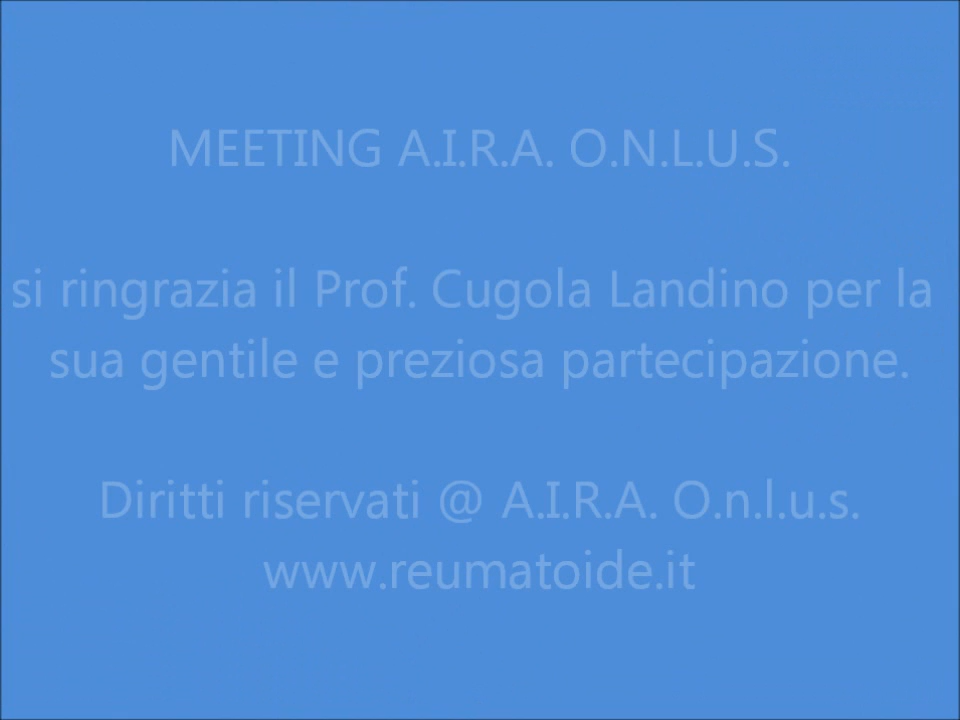 MEETING A.I.R.A. O.N.L.U.S.
si ringrazia il Prof. Cugola Landino per la
sua gentile e preziosa partecipazione.
Diritti riservati @ A.I.R.A. O.n.l.u.s.
www.reumatoide.it